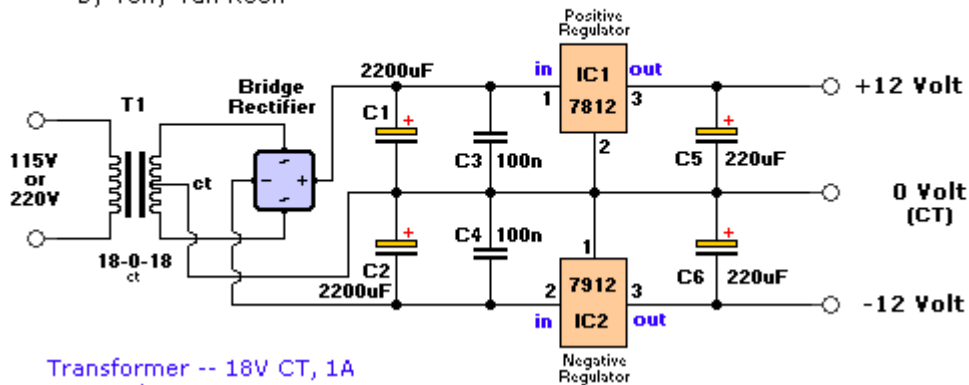 Positive
Regulator
2200uF
in
IC1
out
+12 Volt
T1
Bridge
Rectifier
C1
+
1
7812
3
+
115V
or
220V
ct
~
-
+
~
C3
100n
2
C5
220uF
0 Volt
(CT)
18-0-18
ct
C2
+
2200uF
C4
100n
1
C6
+
220uF
2
7912
3
-12 Volt
in
IC2
out
Negative
Regulator
Transformer -- 18V CT, 1A